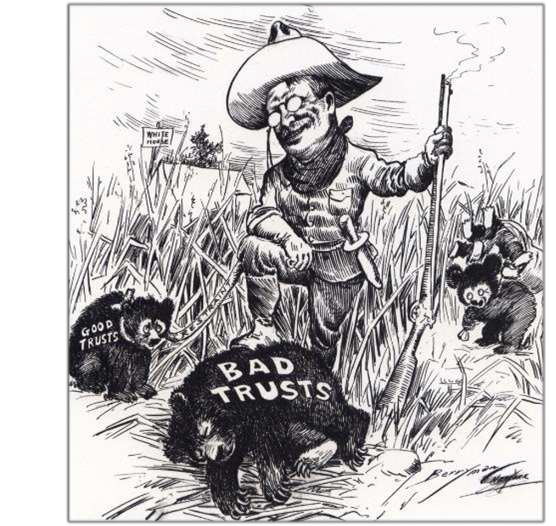 WHITE
HOUSE
GOOD
TRUSTS
BAD
TRUSTS
Berryman